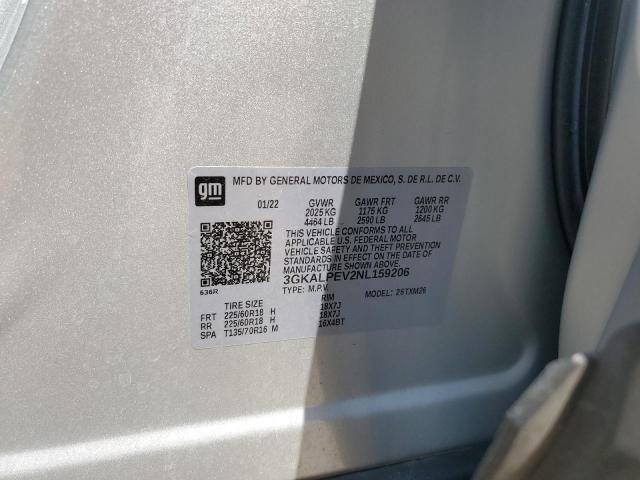 gm
MFD BY GENERAL MOTORS DE MEXICO, S. DE R.L. DE C.V.
01/22 GVWR GAWR FRT GAWR RR
2025 KG 1175 KG 1200 KG
4464 LB 2590 LB 2645 LB
THIS VEHICLE CONFORMS TO ALL
APPLICABLE U.S. FEDERAL MOTOR
VEHICLE SAFETY AND THEFT PREVENTION
STANDARDS IN EFFECT ON THE DATE OF
MANUFACTURE SHOWN ABOVE.
3GKALPEV2NL159206
TYPE: M.P.V. MODEL: 26TXM26
536R
TIRE SIZE RIM
FRT 225/60R18 H 18X7J
RR 225/60R18 H 18X7J
SPA T135/70R16 M 16X4BT